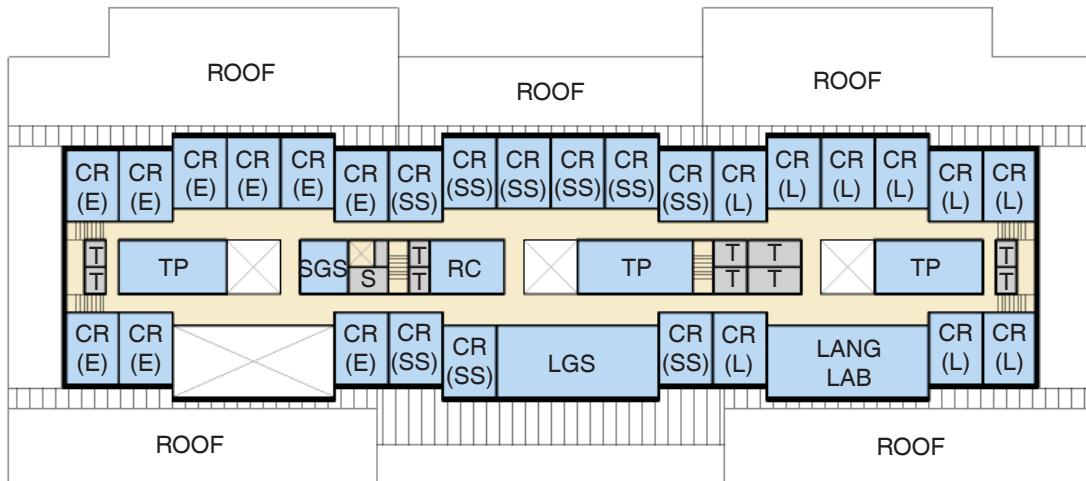 ROOF
ROOF
ROOF
CR (E)
CR (E)
CR (E)
CR (E)
CR (E)
CR (E)
CR (SS)
CR (SS)
CR (SS)
CR (SS)
CR (SS)
CR (SS)
CR (L)
CR (L)
CR (L)
CR (L)
CR (L)
CR (L)
T
T
TP
SGS
S
T
T
RC
TP
T
T
T
T
TP
T
T
CR (E)
CR (E)
CR (E)
CR (SS)
CR (SS)
LGS
CR (SS)
CR (L)
LANG
LAB
CR (L)
CR (L)
ROOF
ROOF